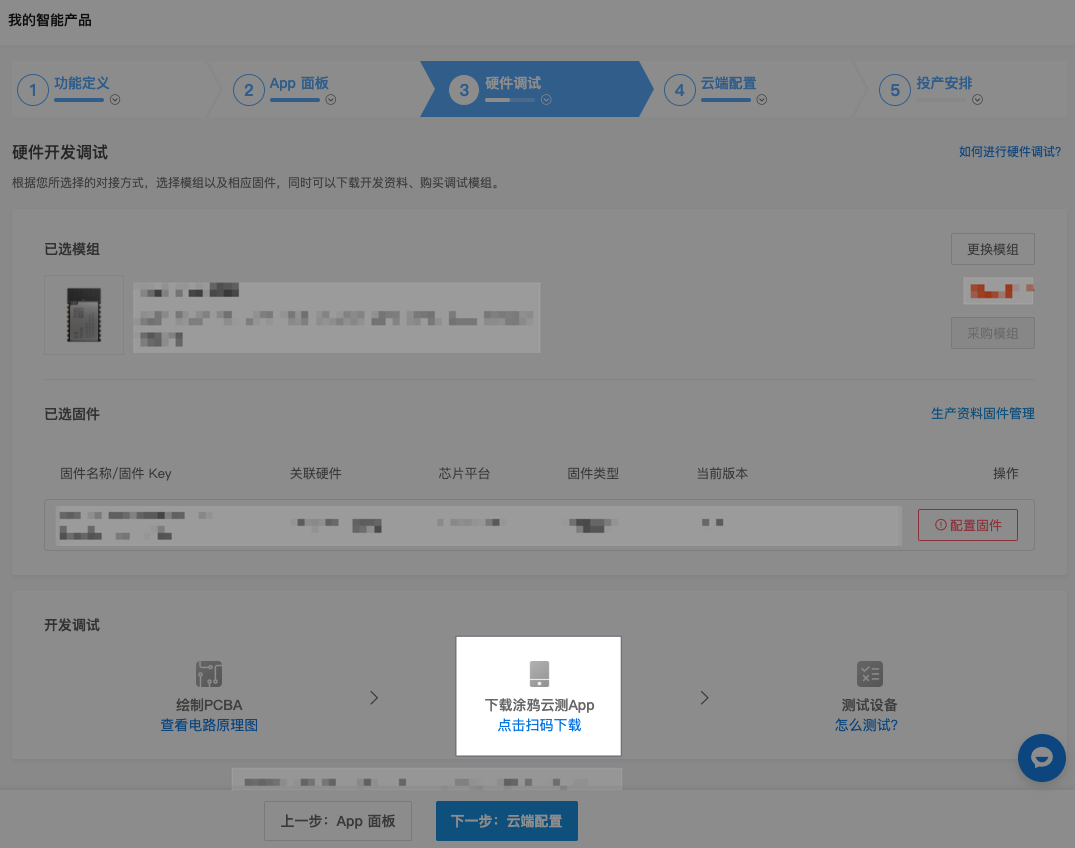 我的智能产品
1 功能定义
2 App 面板
3 硬件调试
4 云端配置
5 投产安排
硬件开发调试
如何进行硬件调试?
根据您所选择的对接方式，选择模组以及相应固件，同时可以下载开发资料、购买调试模组。
已选模组
更换模组
采购模组
已选固件
生产资料固件管理
固件名称/固件 Key 关联硬件 芯片平台 固件类型 当前版本 操作
配置固件
开发调试
绘制PCBA
查看电路原理图
下载涂鸦云测App
点击扫码下载
测试设备
怎么测试?
上一步：App 面板
下一步：云端配置